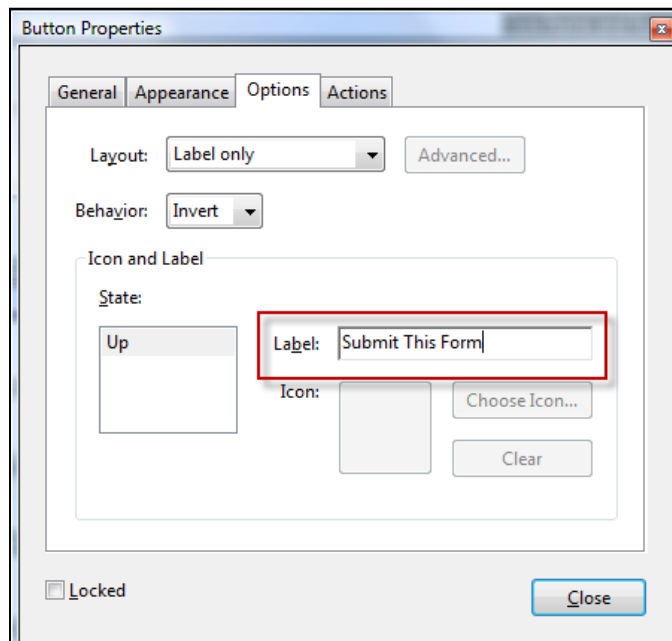 Button Properties
General Appearance Options Actions
Layout: Label only Advanced...
Behavior: Invert
Icon and Label
State:
Up
Label: Submit This Form
Icon: Choose Icon...
Clear
Locked
Close